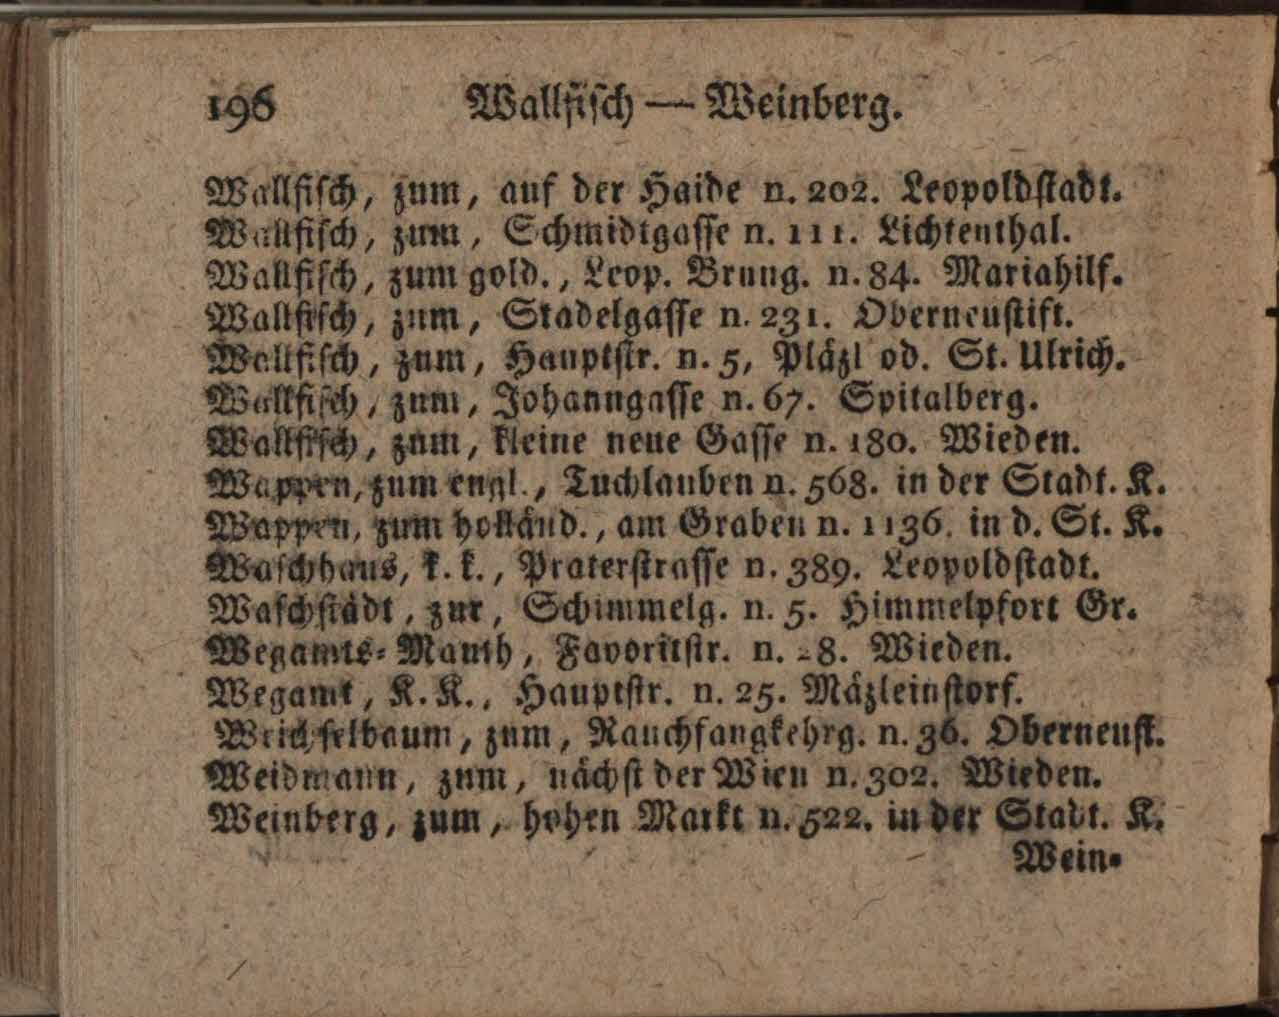 196 Wallfisch — Weinberg.
Wallfisch, zum, auf der Haide n. 202. Leopoldstadt.
Wallfisch, zum, Schmidtgasse n. 111. Lichtenthal.
Wallfisch, zum gold., Leop. Brung. n. 84. Mariahilf.
Wallfisch, zum, Stadelgasse n. 231. Oberneustift.
Wallfisch, zum, Hauptstr. n. 5, Pläzl od. St. Ulrich.
Wallfisch, zum, Johanngasse n. 67. Spitalberg.
Wallfisch, zum, kleine neue Gasse n. 180. Wieden.
Wappen, zum engl., Tuchlauben n. 568. in der Stadt. K.
Wappen, zum holländ., am Graben n. 1136. in d. St. K.
Waschhaus, k. k., Praterstrasse n. 389. Leopoldstadt.
Waschstädt, zur, Schimmelg. n. 5. Himmelpfort Gr.
Wegamts-Mauth, Favoritstr. n. 8. Wieden.
Wegamt, K. K., Hauptstr. n. 25. Mäzleinstorf.
Weichselbaum, zum, Rauchfangkehrg. n. 36. Oberneust.
Weidmann, zum, nächst der Wien n. 302. Wieden.
Weinberg, zum, hohen Markt n. 522. in der Stadt. K.
Wein-